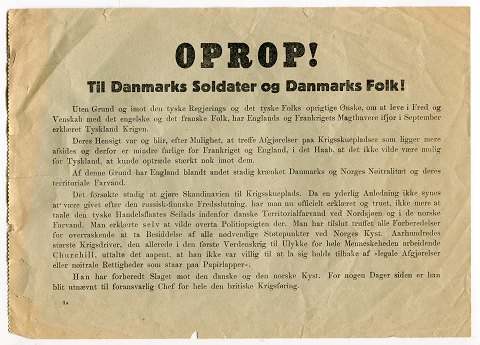 OPROP!
Til Danmarks Soldater og Danmarks Folk!
Uten Grund og imot den tyske Regjerings og det tyske Folks oprigtige Ønske, om at leve i Fred og
Venskab med det engelske og det franske Folk, har Englands og Frankrigets Magthavere ifjor i September
erklæret Tyskland Krigen.
Deres Hensigt var og blir, efter Mulighet, at treffe Afgjørelser paa Krigsskuepladser som ligger mere
afsides og derfor er mindre farlige for Frankriget og England, i det Haab, at det ikke vilde være mulig
for Tyskland, at kunde optræde stærkt nok imot dem.
Af denne Grund har England blandt andet stadig krænket Danmarks og Norges Nøitralitet og deres
territoriale Farvand.
Det forsøkte stadig at gjøre Skandinavien til Krigsskueplads. Da en yderlig Anledning ikke synes
at være givet efter den russisk-finnske Fredsslutning, har man nu officielt erklæret og truet, ikke mere at
taale den tyske Handelsflaates Seilads indenfor danske Territorialfarvand ved Nordsjøen og i de norske
Farvand. Man erklærte selv at vilde overta Politiopsigten der. Man har tilslut truffet alle Forberedelser
for overraskende at ta Besiddelse af alle nødvendige Støtepunkter ved Norges Kyst. Aarhundredes
største Krigsdriver, den allerede i den første Verdenskrig til Ulykke for hele Menneskeheden arbeidende
Churchill, uttalte det aapent, at han ikke var villig til at la sig holde tilbake af «legale Afgjørelser
eller nøitrale Rettigheder som staar paa Papirlapper».
Han har forberedt Slaget mot den danske og den norske Kyst. For nogen Dager siden er han
blit utnævnt til foransvarlig Chef for hele den britiske Krigsføring.